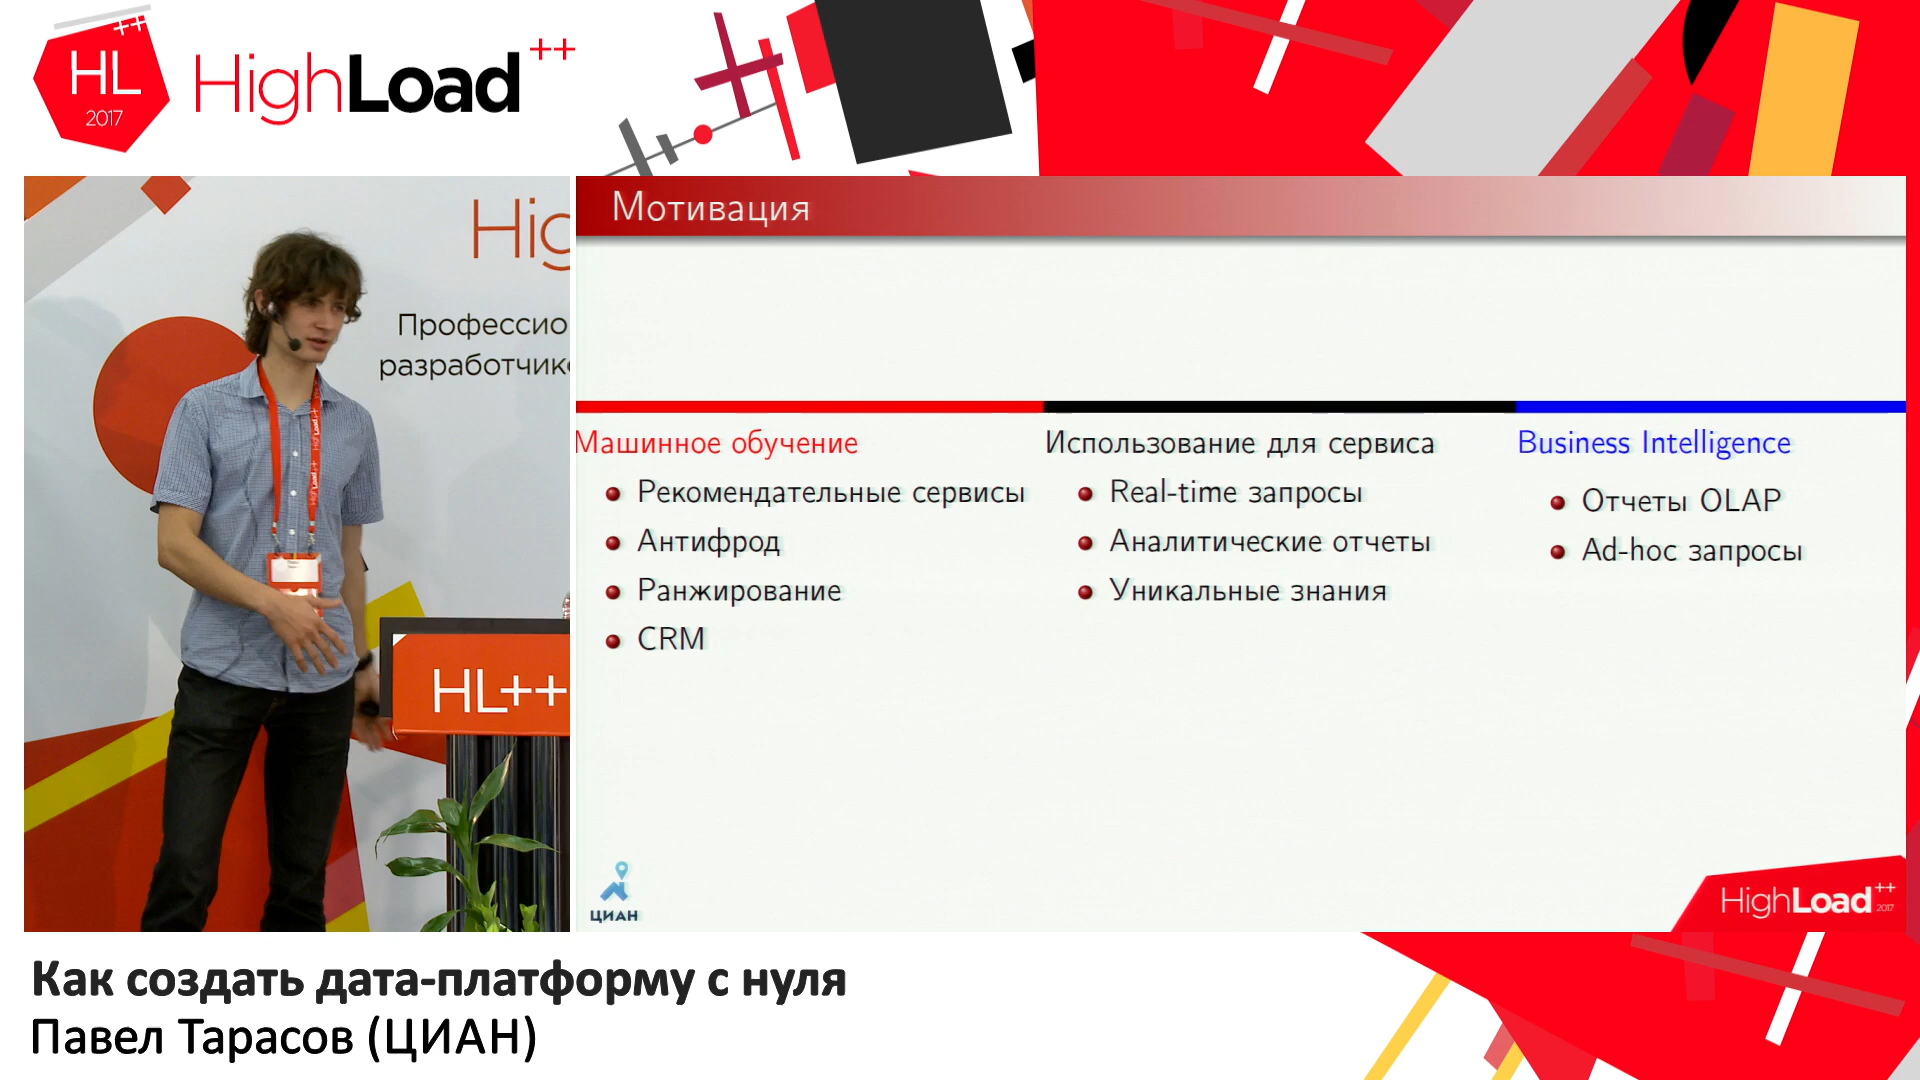 HL++
2017
HighLoad++
Hig
Профессио
разработчик
HL++
Мотивация
Машинное обучение
Рекомендательные сервисы
Антифрод
Ранжирование
CRM
Использование для сервиса
Real-time запросы
Аналитические отчеты
Уникальные знания
Business Intelligence
Отчеты OLAP
Ad-hoc запросы
ЦИАН
HighLoad++
2017
Как создать дата-платформу с нуля
Павел Тарасов (ЦИАН)